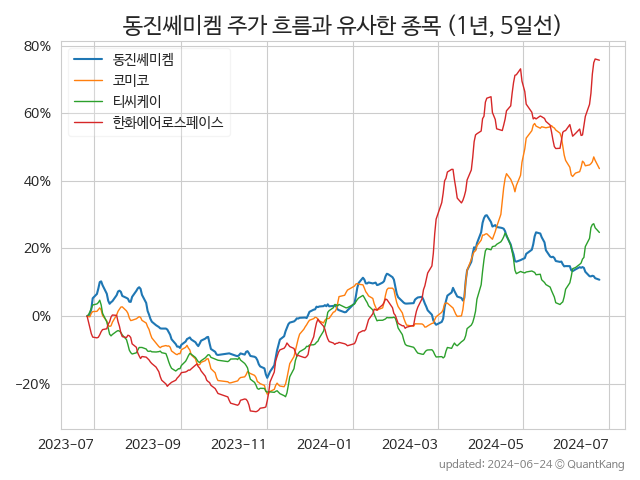 동진쎄미켐 주가 흐름과 유사한 종목 (1년, 5일선)
80%
60%
40%
20%
0%
−20%
동진쎄미켐
코미코
티씨케이
한화에어로스페이스
2023-07 2023-09 2023-11 2024-01 2024-03 2024-05 2024-07
updated: 2024-06-24 © QuantKang